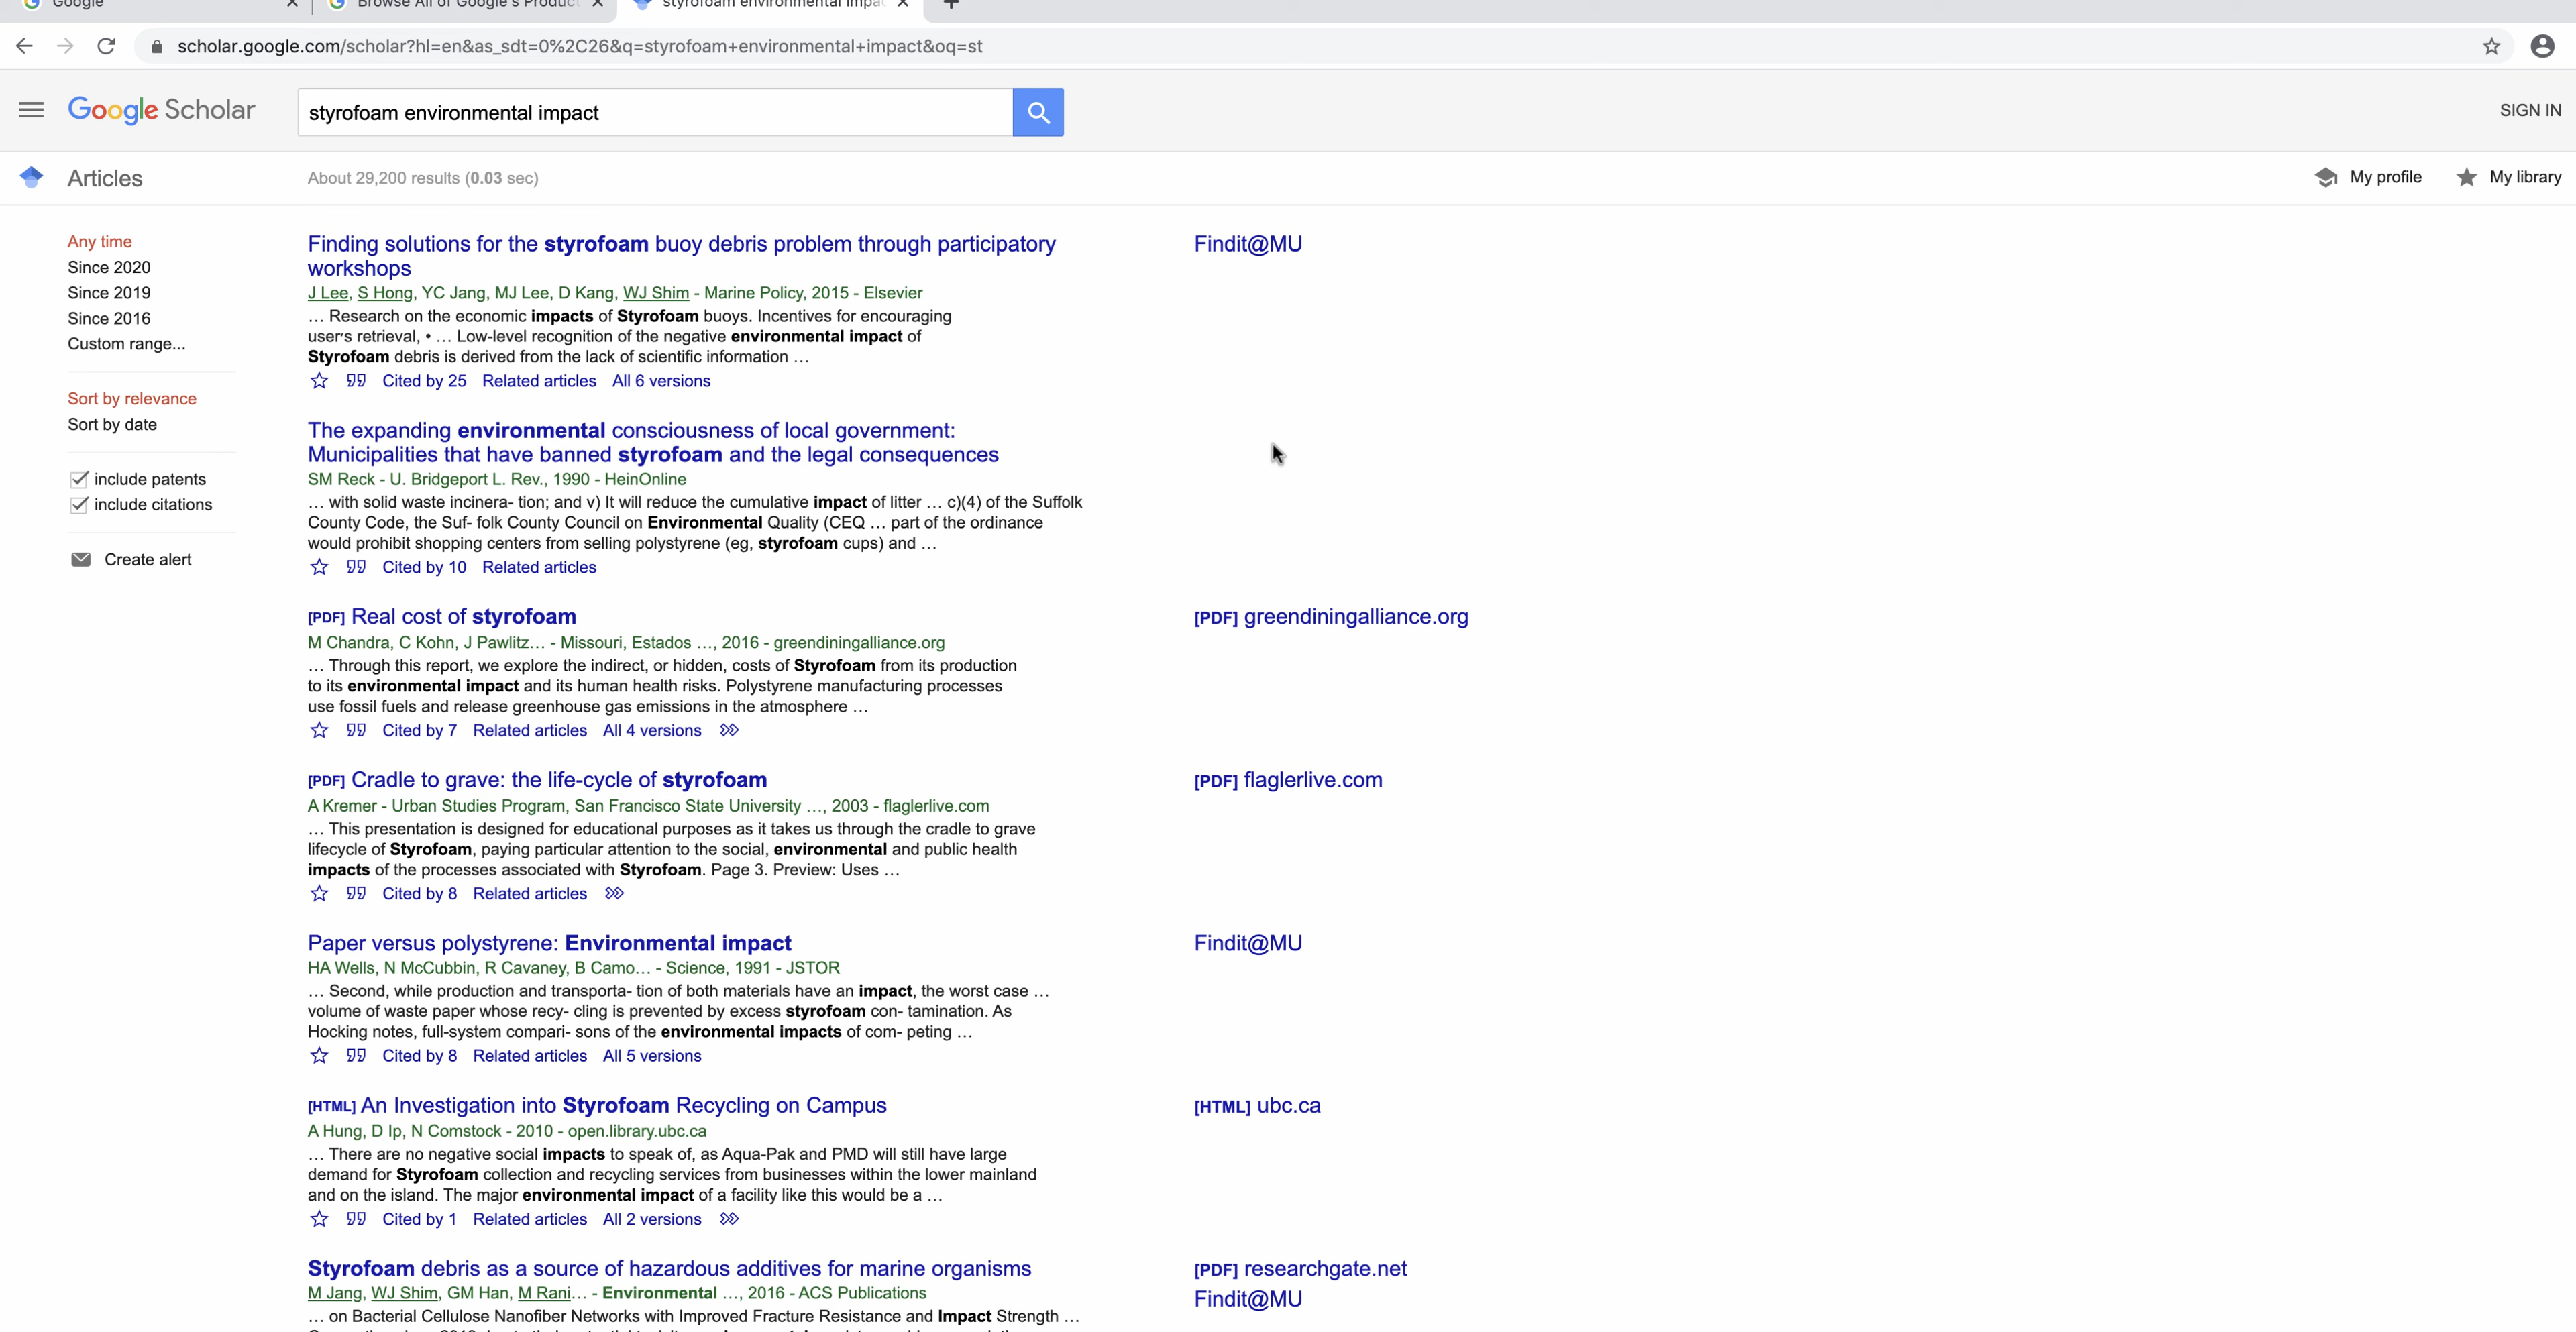 Google
Browse All of Google's Product
styrofoam environmental impac
scholar.google.com/scholar?hl=en&as_sdt=0%2C26&q=styrofoam+environmental+impact&oq=st
Google Scholar
styrofoam environmental impact
SIGN IN
Articles
About 29,200 results (0.03 sec)
My profile
My library
Any time
Since 2020
Since 2019
Since 2016
Custom range...
Sort by relevance
Sort by date
include patents
include citations
Create alert
Finding solutions for the styrofoam buoy debris problem through participatory
workshops
J Lee, S Hong, YC Jang, MJ Lee, D Kang, WJ Shim - Marine Policy, 2015 - Elsevier
… Research on the economic impacts of Styrofoam buoys. Incentives for encouraging
user's retrieval, • … Low-level recognition of the negative environmental impact of
Styrofoam debris is derived from the lack of scientific information …
Cited by 25 Related articles All 6 versions
Findit@MU
The expanding environmental consciousness of local government:
Municipalities that have banned styrofoam and the legal consequences
SM Reck - U. Bridgeport L. Rev., 1990 - HeinOnline
… with solid waste incinera- tion; and v) It will reduce the cumulative impact of litter … c)(4) of the Suffolk
County Code, the Suf- folk County Council on Environmental Quality (CEQ … part of the ordinance
would prohibit shopping centers from selling polystyrene (eg, styrofoam cups) and …
Cited by 10 Related articles
[PDF] Real cost of styrofoam
M Chandra, C Kohn, J Pawlitz… - Missouri, Estados …, 2016 - greendiningalliance.org
… Through this report, we explore the indirect, or hidden, costs of Styrofoam from its production
to its environmental impact and its human health risks. Polystyrene manufacturing processes
use fossil fuels and release greenhouse gas emissions in the atmosphere …
Cited by 7 Related articles All 4 versions
[PDF] greendiningalliance.org
[PDF] Cradle to grave: the life-cycle of styrofoam
A Kremer - Urban Studies Program, San Francisco State University …, 2003 - flaglerlive.com
… This presentation is designed for educational purposes as it takes us through the cradle to grave
lifecycle of Styrofoam, paying particular attention to the social, environmental and public health
impacts of the processes associated with Styrofoam. Page 3. Preview: Uses …
Cited by 8 Related articles
[PDF] flaglerlive.com
Paper versus polystyrene: Environmental impact
HA Wells, N McCubbin, R Cavaney, B Camo… - Science, 1991 - JSTOR
… Second, while production and transporta- tion of both materials have an impact, the worst case …
volume of waste paper whose recy- cling is prevented by excess styrofoam con- tamination. As
Hocking notes, full-system compari- sons of the environmental impacts of com- peting …
Cited by 8 Related articles All 5 versions
Findit@MU
[HTML] An Investigation into Styrofoam Recycling on Campus
A Hung, D Ip, N Comstock - 2010 - open.library.ubc.ca
… There are no negative social impacts to speak of, as Aqua-Pak and PMD will still have large
demand for Styrofoam collection and recycling services from businesses within the lower mainland
and on the island. The major environmental impact of a facility like this would be a …
Cited by 1 Related articles All 2 versions
[HTML] ubc.ca
Styrofoam debris as a source of hazardous additives for marine organisms
M Jang, WJ Shim, GM Han, M Rani… - Environmental …, 2016 - ACS Publications
… on Bacterial Cellulose Nanofiber Networks with Improved Fracture Resistance and Impact Strength …
[PDF] researchgate.net
Findit@MU